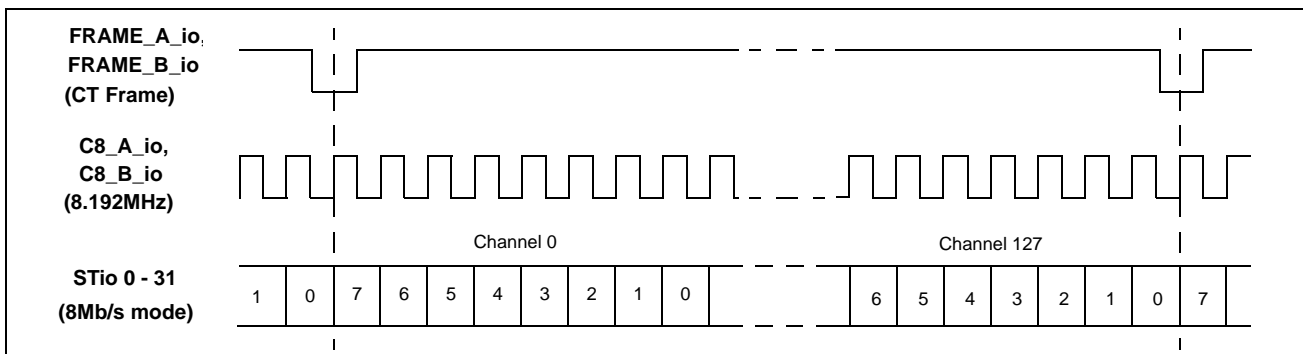 FRAME_A_io,
FRAME_B_io
(CT Frame)
C8_A_io,
C8_B_io
(8.192MHz)
Channel 0
Channel 127
STio 0 - 31
(8Mb/s mode)
1 0 7 6 5 4 3 2 1 0 6 5 4 3 2 1 0 7